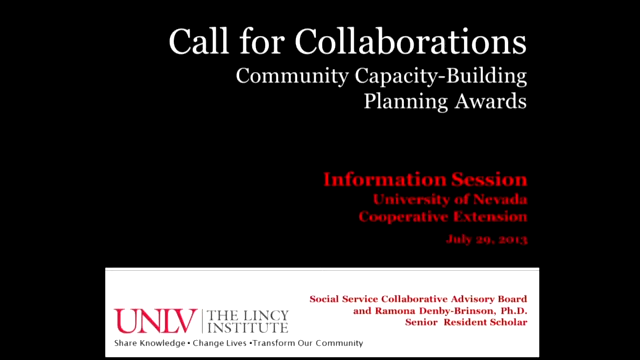 Call for Collaborations
Community Capacity-Building
Planning Awards
Information Session
University of Nevada
Cooperative Extension
July 29, 2013
Social Service Collaborative Advisory Board
and Ramona Denby-Brinson, Ph.D.
Senior Resident Scholar
UNLV THE LINCY
INSTITUTE
Share Knowledge • Change Lives •Transform Our Community